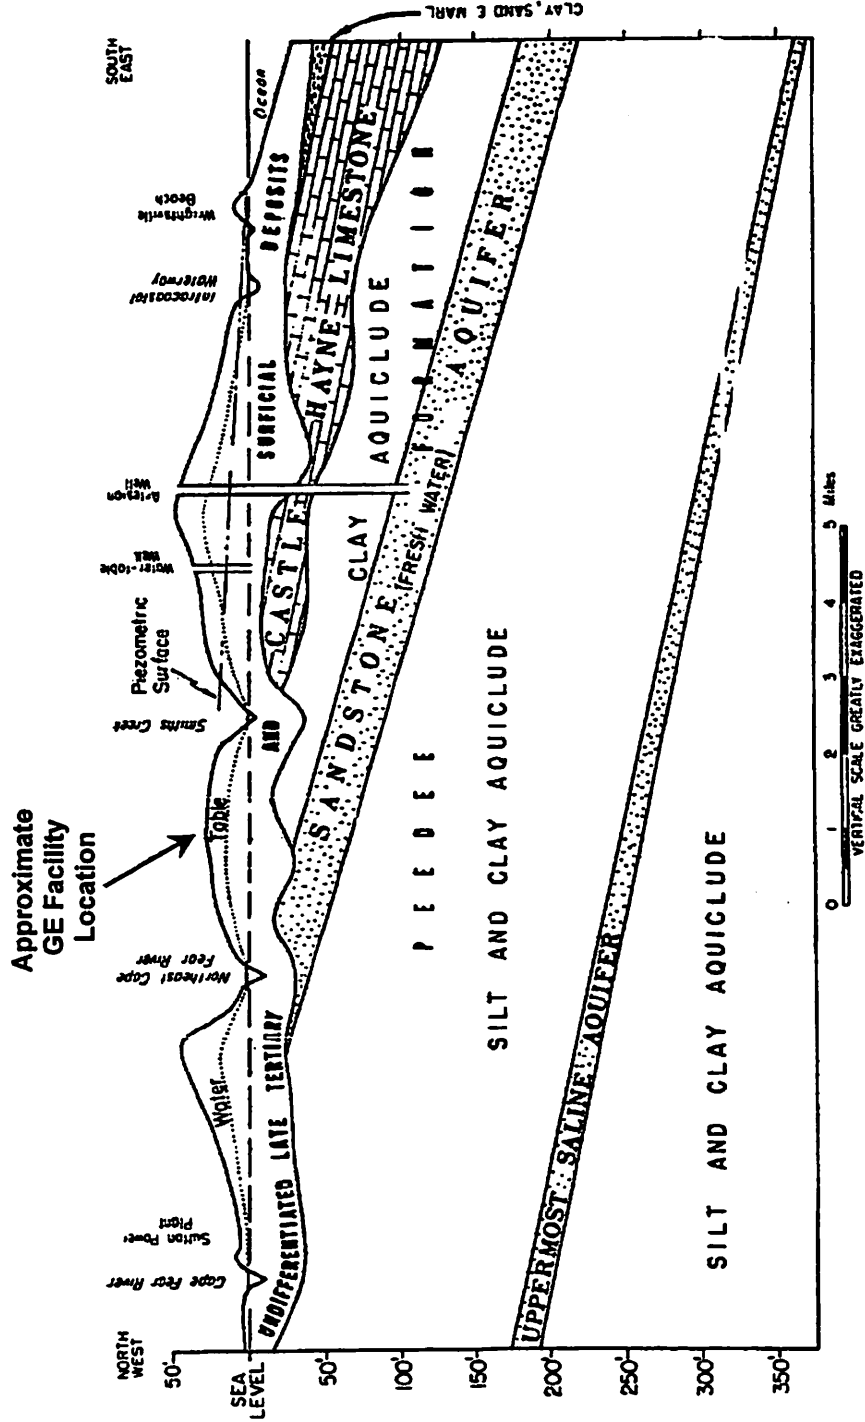 Approximate
GE Facility
Location
NORTH
WEST
SOUTH
EAST
Cape Fear River
Sutton Power
Plant
Northeast Cape
Fear River
Smiths Creek
Piezometric
Surface
Water-table
Well
Artesian
Well
Intracoastal
Waterway
Wrightsville
Beach
Ocean
CLAY, SAND & MARL
Water Table
50'
SEA
LEVEL
50'
100'
150'
200'
250'
300'
350'
UNDIFFERENTIATED LATE TERTIARY AND SURFICIAL DEPOSITS
CASTLE HAYNE LIMESTONE
CLAY AQUICLUDE
SANDSTONE AQUIFER
(FRESH WATER)
PEEDEE FORMATION
SILT AND CLAY AQUICLUDE
UPPERMOST SALINE AQUIFER
SILT AND CLAY AQUICLUDE
0 1 2 3 4 5 Miles
VERTICAL SCALE GREATLY EXAGGERATED